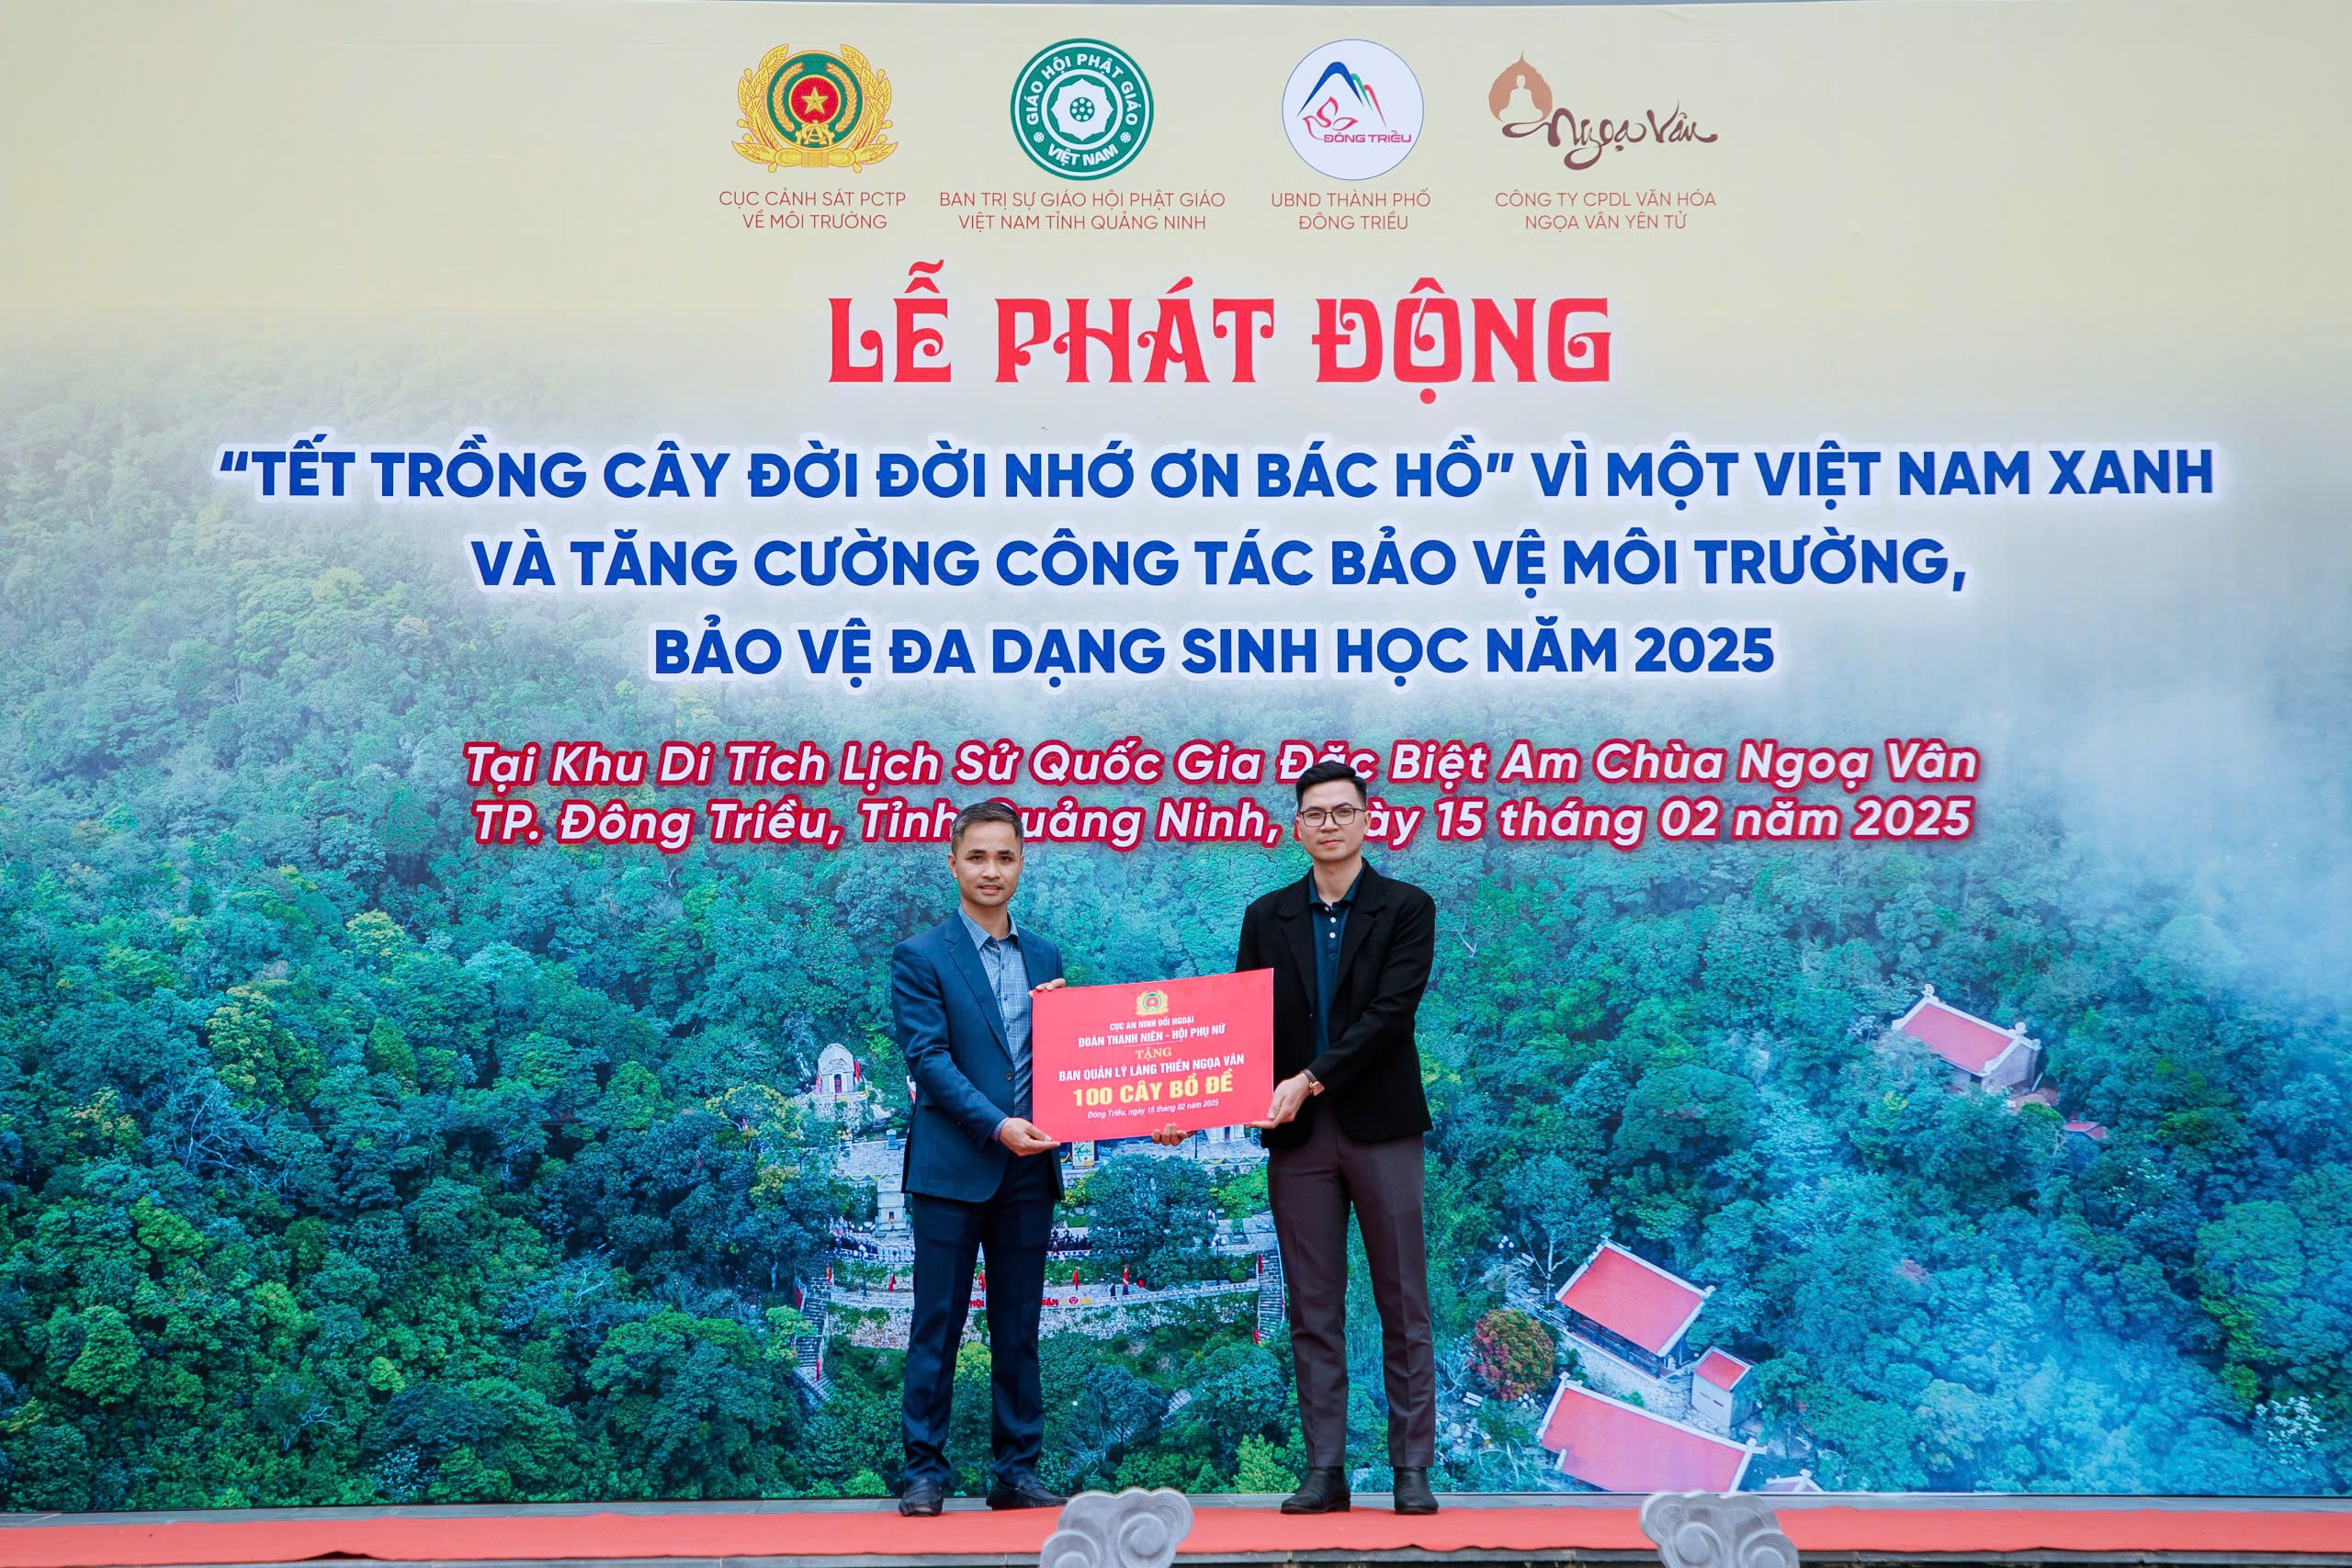 GIÁO HỘI PHẬT GIÁO
VIỆT NAM
ĐÔNG TRIỀU
Ngọa Vân
CỤC CẢNH SÁT PCTP
VỀ MÔI TRƯỜNG
BAN TRỊ SỰ GIÁO HỘI PHẬT GIÁO
VIỆT NAM TỈNH QUẢNG NINH
UBND THÀNH PHỐ
ĐÔNG TRIỀU
CÔNG TY CPDL VĂN HÓA
NGỌA VÂN YÊN TỬ
LỄ PHÁT ĐỘNG
“TẾT TRỒNG CÂY ĐỜI ĐỜI NHỚ ƠN BÁC HỒ” VÌ MỘT VIỆT NAM XANH
VÀ TĂNG CƯỜNG CÔNG TÁC BẢO VỆ MÔI TRƯỜNG,
BẢO VỆ ĐA DẠNG SINH HỌC NĂM 2025
Tại Khu Di Tích Lịch Sử Quốc Gia Đặc Biệt Am Chùa Ngoạ Vân
TP. Đông Triều, Tỉnh Quảng Ninh, Ngày 15 tháng 02 năm 2025
CỤC AN NINH ĐỐI NGOẠI
ĐOÀN THANH NIÊN - HỘI PHỤ NỮ
TẶNG
BAN QUẢN LÝ LÀNG THIỀN NGỌA VÂN
100 CÂY BỒ ĐỀ
Đông Triều, ngày 15 tháng 02 năm 2025